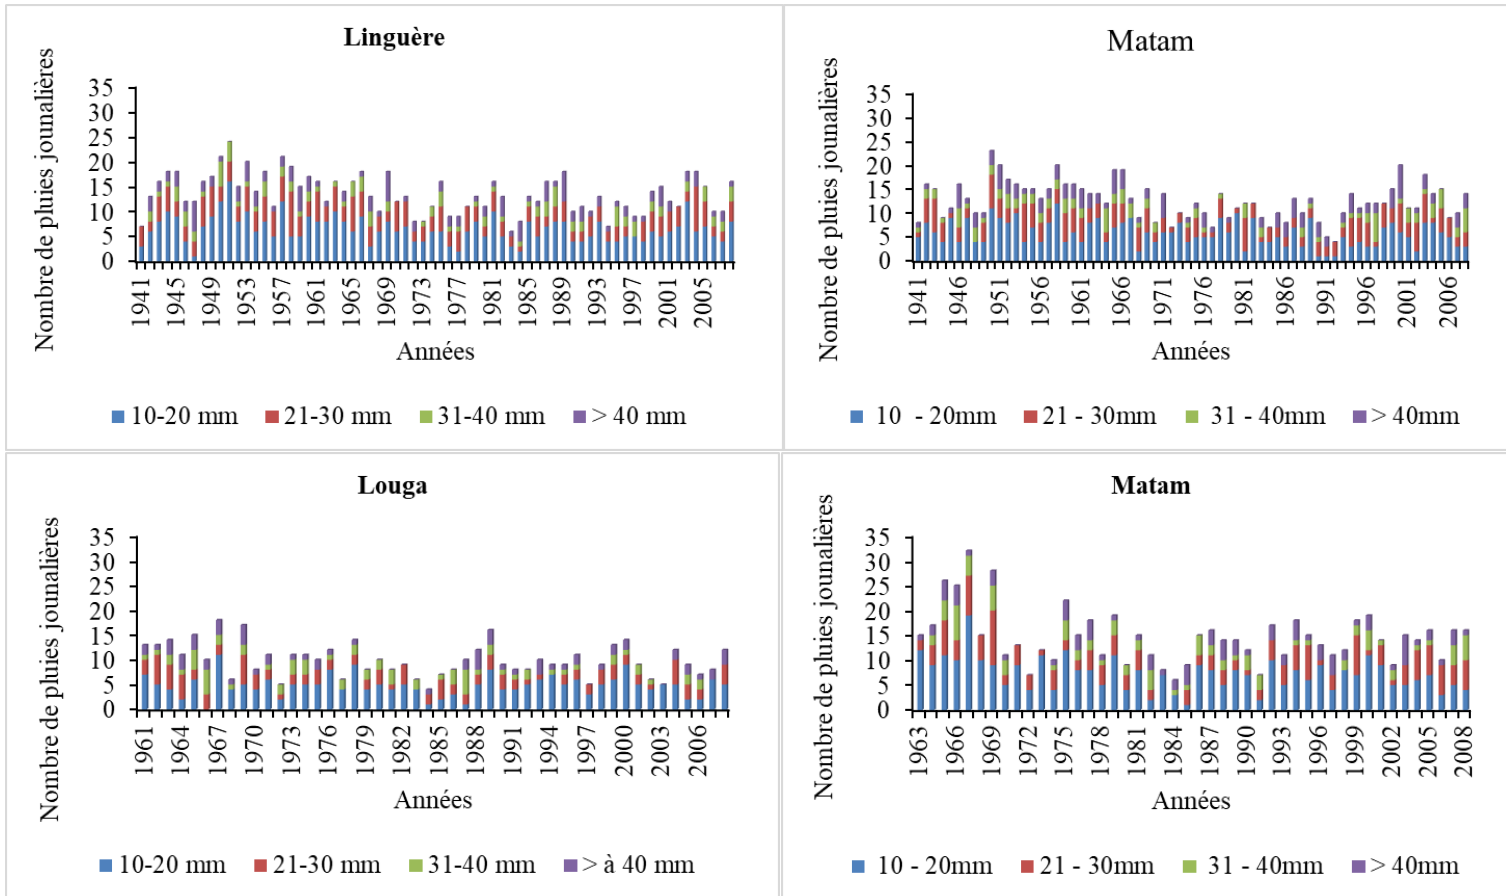 Linguère
Nombre de pluies jounalières
35
30
25
20
15
10
5
0
1941 1945 1949 1953 1957 1961 1965 1969 1973 1977 1981 1985 1989 1993 1997 2001 2005
Années
10-20 mm 21-30 mm 31-40 mm > 40 mm
Matam
Nombre de pluies jounalières
35
30
25
20
15
10
5
0
1941 1946 1951 1956 1961 1966 1971 1976 1981 1986 1991 1996 2001 2006
Années
10 - 20mm 21 - 30mm 31 - 40mm > 40mm
Louga
Nombre de pluies jounalières
35
30
25
20
15
10
5
0
1961 1964 1967 1970 1973 1976 1979 1982 1985 1988 1991 1994 1997 2000 2003 2006
Années
10-20 mm 21-30 mm 31-40 mm > à 40 mm
Matam
Nombre de pluies jounalières
35
30
25
20
15
10
5
0
1963 1966 1969 1972 1975 1978 1981 1984 1987 1990 1993 1996 1999 2002 2005 2008
Années
10 - 20mm 21 - 30mm 31 - 40mm > 40mm